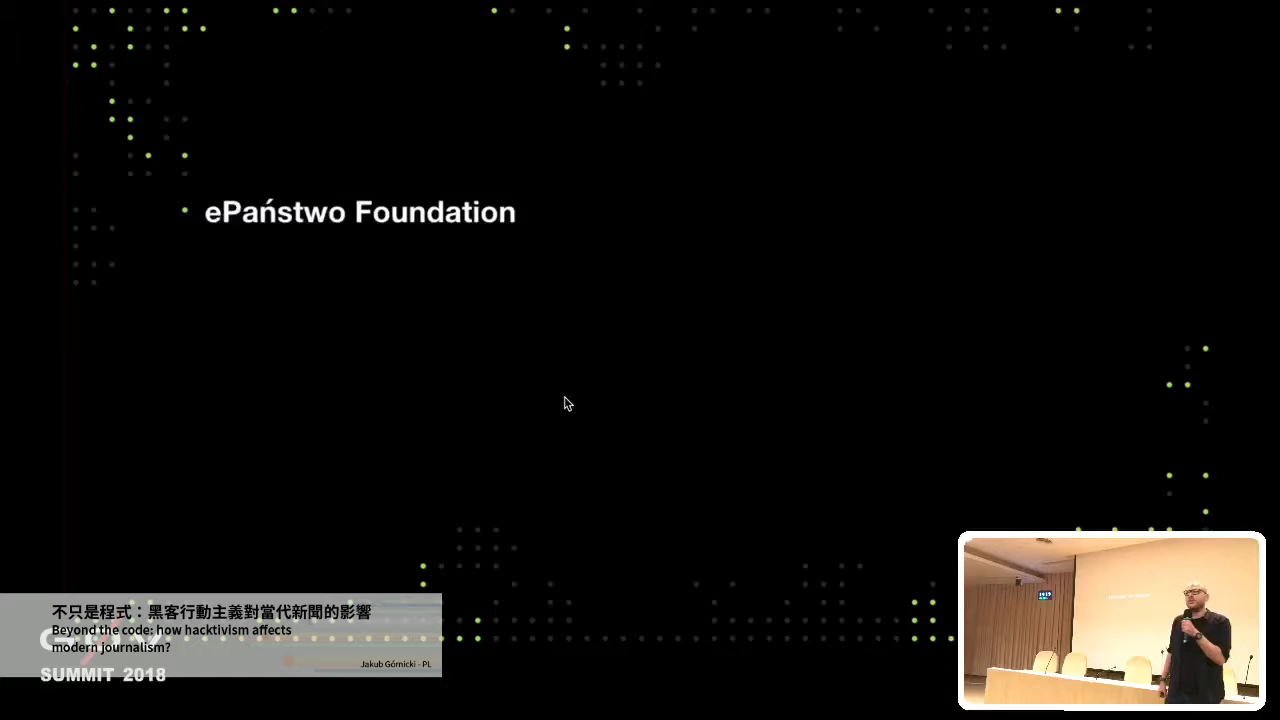 ePaństwo Foundation
不只是程式：黑客行動主義對當代新聞的影響
Beyond the code: how hacktivism affects
modern journalism?
Jakub Górnicki - PL
SUMMIT 2018